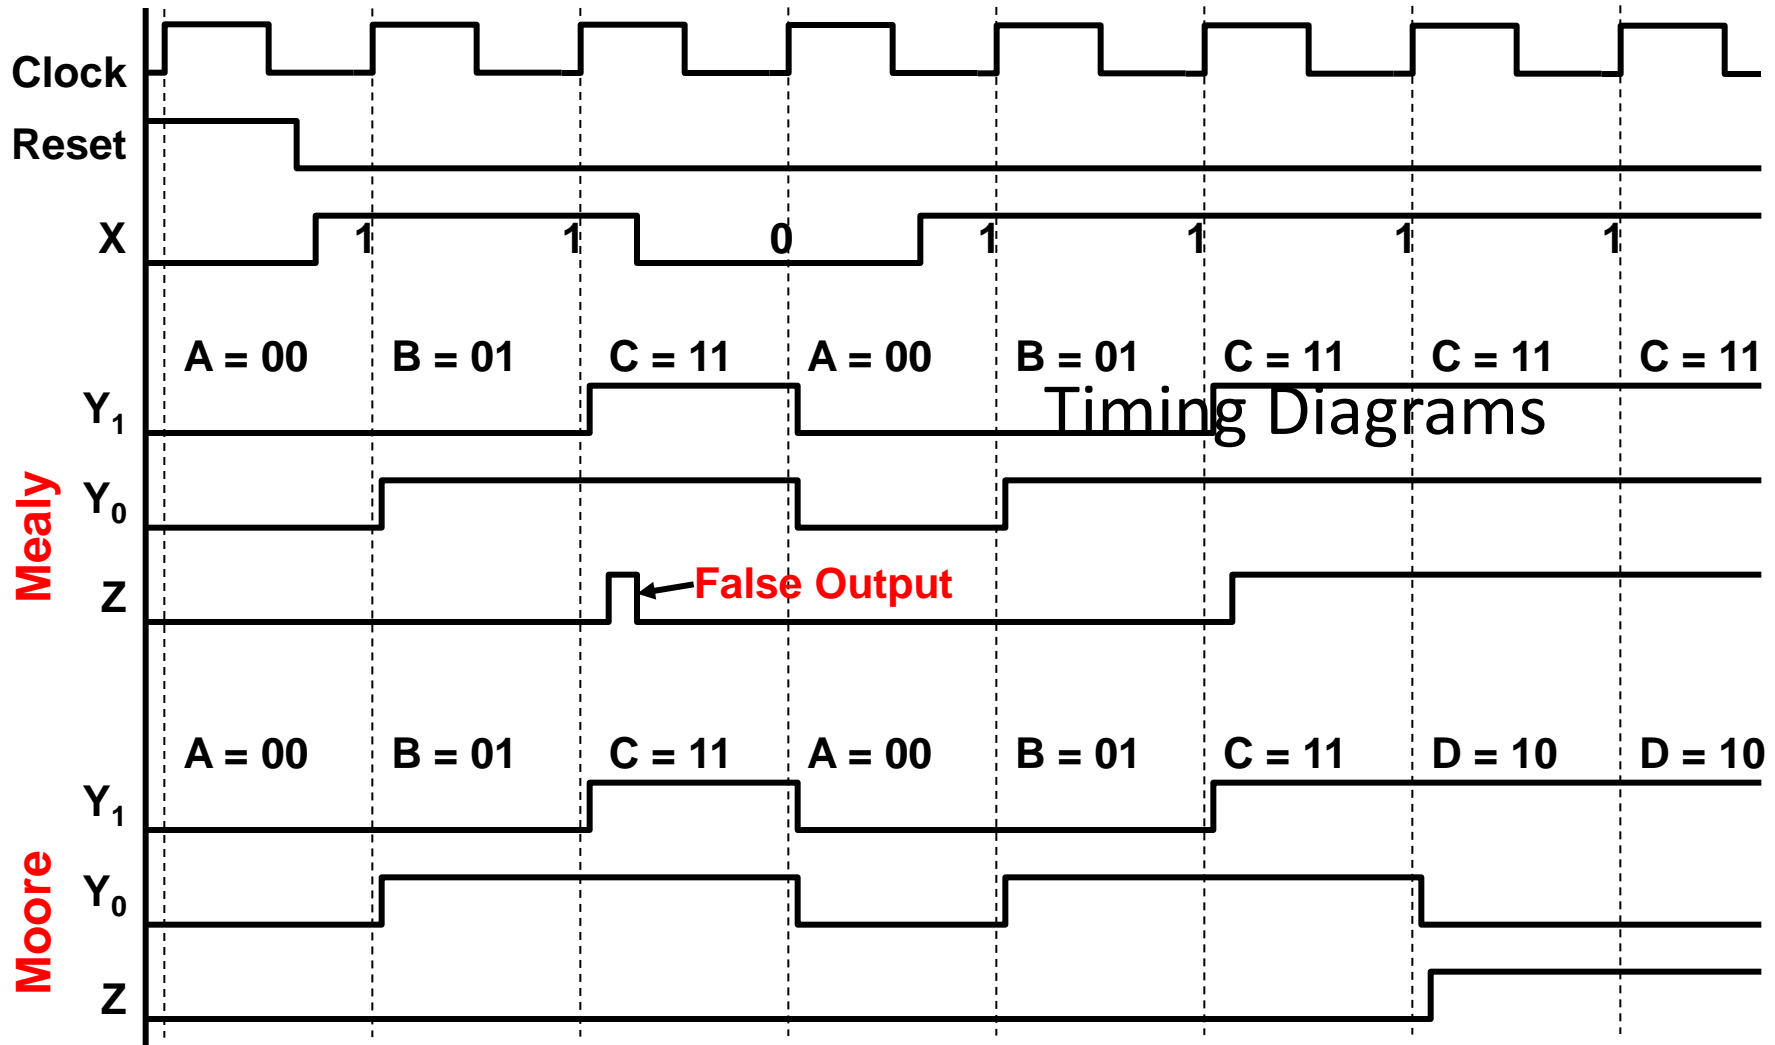 Clock
Reset
X
1 1 0 1 1 1 1
A = 00 B = 01 C = 11 A = 00 B = 01 C = 11 C = 11 C = 11
Y1
Timing Diagrams
Mealy
Y0
Z
False Output
A = 00 B = 01 C = 11 A = 00 B = 01 C = 11 D = 10 D = 10
Y1
Moore
Y0
Z